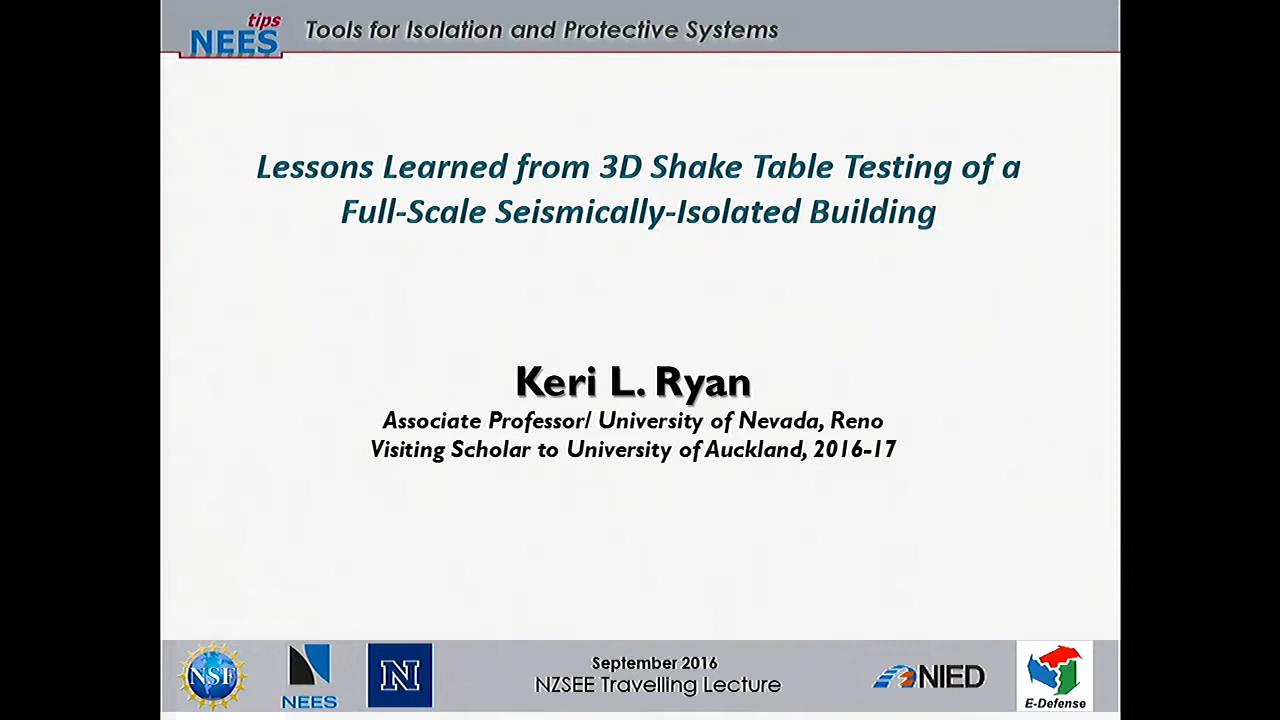 tips
NEES
Tools for Isolation and Protective Systems
Lessons Learned from 3D Shake Table Testing of a
Full-Scale Seismically-Isolated Building
Keri L. Ryan
Associate Professor/ University of Nevada, Reno
Visiting Scholar to University of Auckland, 2016-17
NSF
NEES
N
September 2016
NZSEE Travelling Lecture
NIED
E-Defense